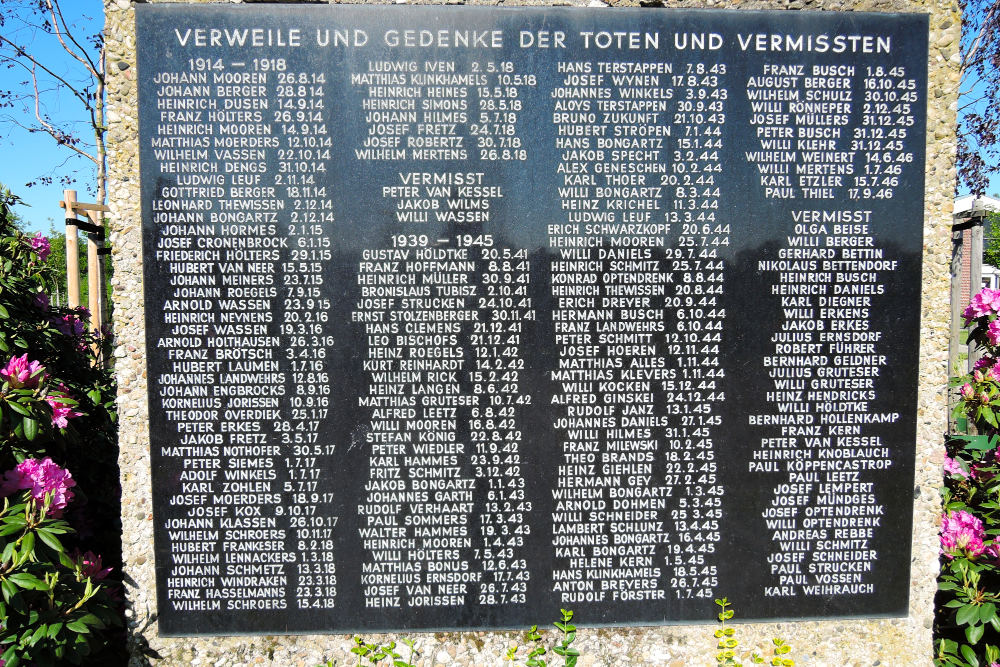 VERWEILE UND GEDENKE DER TOTEN UND VERMISSTEN
1914 – 1918
JOHANN MOOREN 26.8.14
JOHANN BERGER 28.8.14
HEINRICH DUSEN 14.9.14
FRANZ HÖLTERS 26.9.14
HEINRICH MOOREN 14.9.14
MATTHIAS MOERDERS 12.10.14
WILHELM VASSEN 22.10.14
HEINRICH DENGS 31.10.14
LUDWIG LEUF 2.11.14
GOTTFRIED BERGER 18.11.14
LEONHARD THEWISSEN 2.12.14
JOHANN BONGARTZ 2.12.14
JOHANN HORMES 2.1.15
JOSEF CRONENBROCK 6.1.15
FRIEDERICH HÖLTERS 29.1.15
HUBERT VAN NEER 15.5.15
JOHANN MEINERS 23.7.15
JOHANN ROEGELS 7.9.15
ARNOLD WASSEN 23.9.15
HEINRICH NEYNENS 20.2.16
JOSEF WASSEN 19.3.16
ARNOLD HOLTHAUSEN 26.3.16
FRANZ BRÖTSCH 3.4.16
HUBERT LAUMEN 1.7.16
JOHANNES LANDWEHRS 12.8.16
JOHANN ENGBROCKS 8.9.16
KORNELIUS JORISSEN 10.9.16
THEODOR OVERDIEK 25.1.17
PETER ERKES 28.4.17
JAKOB FRETZ 3.5.17
MATTHIAS NOTHOFER 30.5.17
PETER SIEMES 1.7.17
ADOLF WINKELS 1.7.17
KARL ZOHLEN 5.7.17
JOSEF MOERDERS 18.9.17
JOSEF KOX 9.10.17
JOHANN KLASSEN 26.10.17
WILHELM SCHROERS 10.11.17
HUBERT FRANKESER 8.2.18
WILHELM LENNACKERS 1.3.18
JOHANN SCHMETZ 13.3.18
HEINRICH WINDRAKEN 23.3.18
FRANZ HASSELMANNS 23.3.18
WILHELM SCHROERS 15.4.18
LUDWIG IVEN 2.5.18
MATTHIAS KLINKHAMELS 10.5.18
HEINRICH HEINES 15.5.18
HEINRICH SIMONS 28.5.18
JOHANN HILMES 5.7.18
JOSEF FRETZ 24.7.18
JOSEF ROBERTZ 30.7.18
WILHELM MERTENS 26.8.18
VERMISST
PETER VAN KESSEL
JAKOB WILMS
WILLI WASSEN
1939 – 1945
GUSTAV HÖLDTKE 20.5.41
FRANZ HOFFMANN 8.8.41
HEINRICH MÜLLER 30.9.41
BRONISLAUS TUBISZ 2.10.41
JOSEF STRUCKEN 24.10.41
ERNST STOLZENBERGER 30.11.41
HANS CLEMENS 21.12.41
LEO BISCHOFS 21.12.41
HEINZ ROEGELS 12.1.42
KURT REINHARDT 14.2.42
WILHELM RICK 15.2.42
HEINZ LANGEN 8.6.42
MATTHIAS GRUTESER 10.7.42
ALFRED LEETZ 6.8.42
WILLI MOOREN 16.8.42
STEFAN KÖNIG 22.8.42
PETER WIEDLER 11.9.42
KARL HAMMES 23.9.42
FRITZ SCHMITZ 3.12.42
JAKOB BONGARTZ 1.1.43
JOHANNES GARTH 6.1.43
RUDOLF VERHAART 13.2.43
PAUL SOMMERS 17.3.43
WALTER HAMMES 19.3.43
HEINRICH MOOREN 1.4.43
WILLI HÖLTERS 7.5.43
MATTHIAS BONUS 12.6.43
KORNELIUS ERNSDORF 17.7.43
JOSEF VAN NEER 26.7.43
HEINZ JORISSEN 28.7.43
HANS TERSTAPPEN 7.8.43
JOSEF WYNEN 17.8.43
JOHANNES WINKELS 3.9.43
ALOYS TERSTAPPEN 30.9.43
BRUNO ZUKUNFT 21.10.43
HUBERT STRÖPEN 7.1.44
HANS BONGARTZ 15.1.44
JAKOB SPECHT 3.2.44
ALEX GENESCHEN 10.2.44
KARL THOER 20.2.44
WILLI BONGARTZ 8.3.44
HEINZ KRICHEL 11.3.44
LUDWIG LEUF 13.3.44
ERICH SCHWARZKOPF 20.6.44
HEINRICH MOOREN 25.7.44
WILLI DANIELS 29.7.44
HEINRICH SCHMITZ 25.7.44
KONRAD OPTENDRENK 8.8.44
HEINRICH THEWISSEN 20.8.44
ERICH DREYER 20.9.44
HERMANN BUSCH 6.10.44
FRANZ LANDWEHRS 6.10.44
PETER SCHMITT 12.10.44
JOSEF HOEREN 12.11.44
MATTHIAS ALLES 1.11.44
MATTHIAS KLEVERS 1.11.44
WILLI KOCKEN 15.12.44
ALFRED GINSKEI 24.12.44
RUDOLF JANZ 13.1.45
JOHANNES DANIELS 27.1.45
WILLI HILMES 31.1.45
FRANZ MILEWSKI 10.2.45
THEO BRANDS 18.2.45
HEINZ GIEHLEN 22.2.45
HERMANN GEV 27.2.45
WILHELM BONGARTZ 1.3.45
ARNOLD DOHMEN 5.3.45
WILLI SCHNEIDER 25.3.45
LAMBERT SCHLUNZ 13.4.45
JOHANNES BONGARTZ 16.4.45
KARL BONGARTZ 19.4.45
HELENE KERN 1.5.45
HANS KLINKHAMELS 18.5.45
ANTON BREYERS 26.7.45
RUDOLF FÖRSTER 1.7.45
FRANZ BUSCH 1.8.45
AUGUST BERGER 16.10.45
WILHELM SCHULZ 30.10.45
WILLI RÖNNEPER 2.12.45
JOSEF MÜLLERS 31.12.45
PETER BUSCH 31.12.45
WILLI KLEHR 31.12.45
WILHELM WEINERT 14.6.46
WILLI MERTENS 1.7.46
KARL ETZLER 15.7.46
PAUL THIEL 17.9.46
VERMISST
OLGA BEISE
WILLI BERGER
GERHARD BETTIN
NIKOLAUS BETTENDORF
HEINRICH BUSCH
HEINRICH DANIELS
KARL DIEGNER
WILLI ERKENS
JAKOB ERKES
JULIUS ERNSDORF
ROBERT FÜHRER
BERNHARD GELDNER
JULIUS GRUTESER
WILLI GRUTESER
HEINZ HENDRICKS
WILLI HÖLDTKE
BERNHARD HOLLENKAMP
FRANZ KERN
PETER VAN KESSEL
HEINRICH KNOBLAUCH
PAUL KÖPPENCASTROP
PAUL LEETZ
JOSEF LEMPERT
JOSEF MÜNDGES
JOSEF OPTENDRENK
WILLI OPTENDRENK
ANDREAS REBBE
WILLI SCHMITZ
JOSEF SCHNEIDER
PAUL STRUCKEN
PAUL VOSSEN
KARL WEIHRAUCH